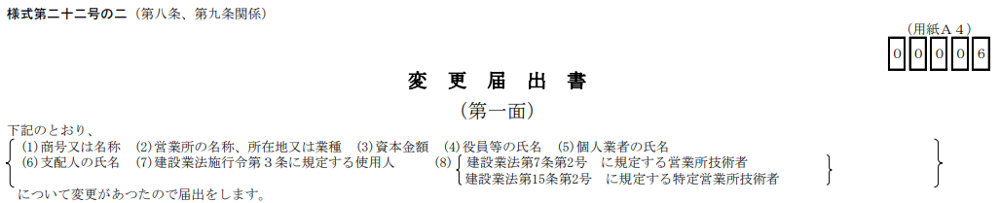 様式第二十二号の二（第八条、第九条関係）
（用紙Ａ４）
０ ０ ０ ０ ６
変　更　届　出　書
（第一面）
下記のとおり、
(1)商号又は名称　(2)営業所の名称、所在地又は業種　(3)資本金額　(4)役員等の氏名　(5)個人業者の氏名
(6)支配人の氏名　(7)建設業法施行令第３条に規定する使用人　(8) 建設業法第7条第2号　に規定する営業所技術者
建設業法第15条第2号　に規定する特定営業所技術者
について変更があつたので届出をします。